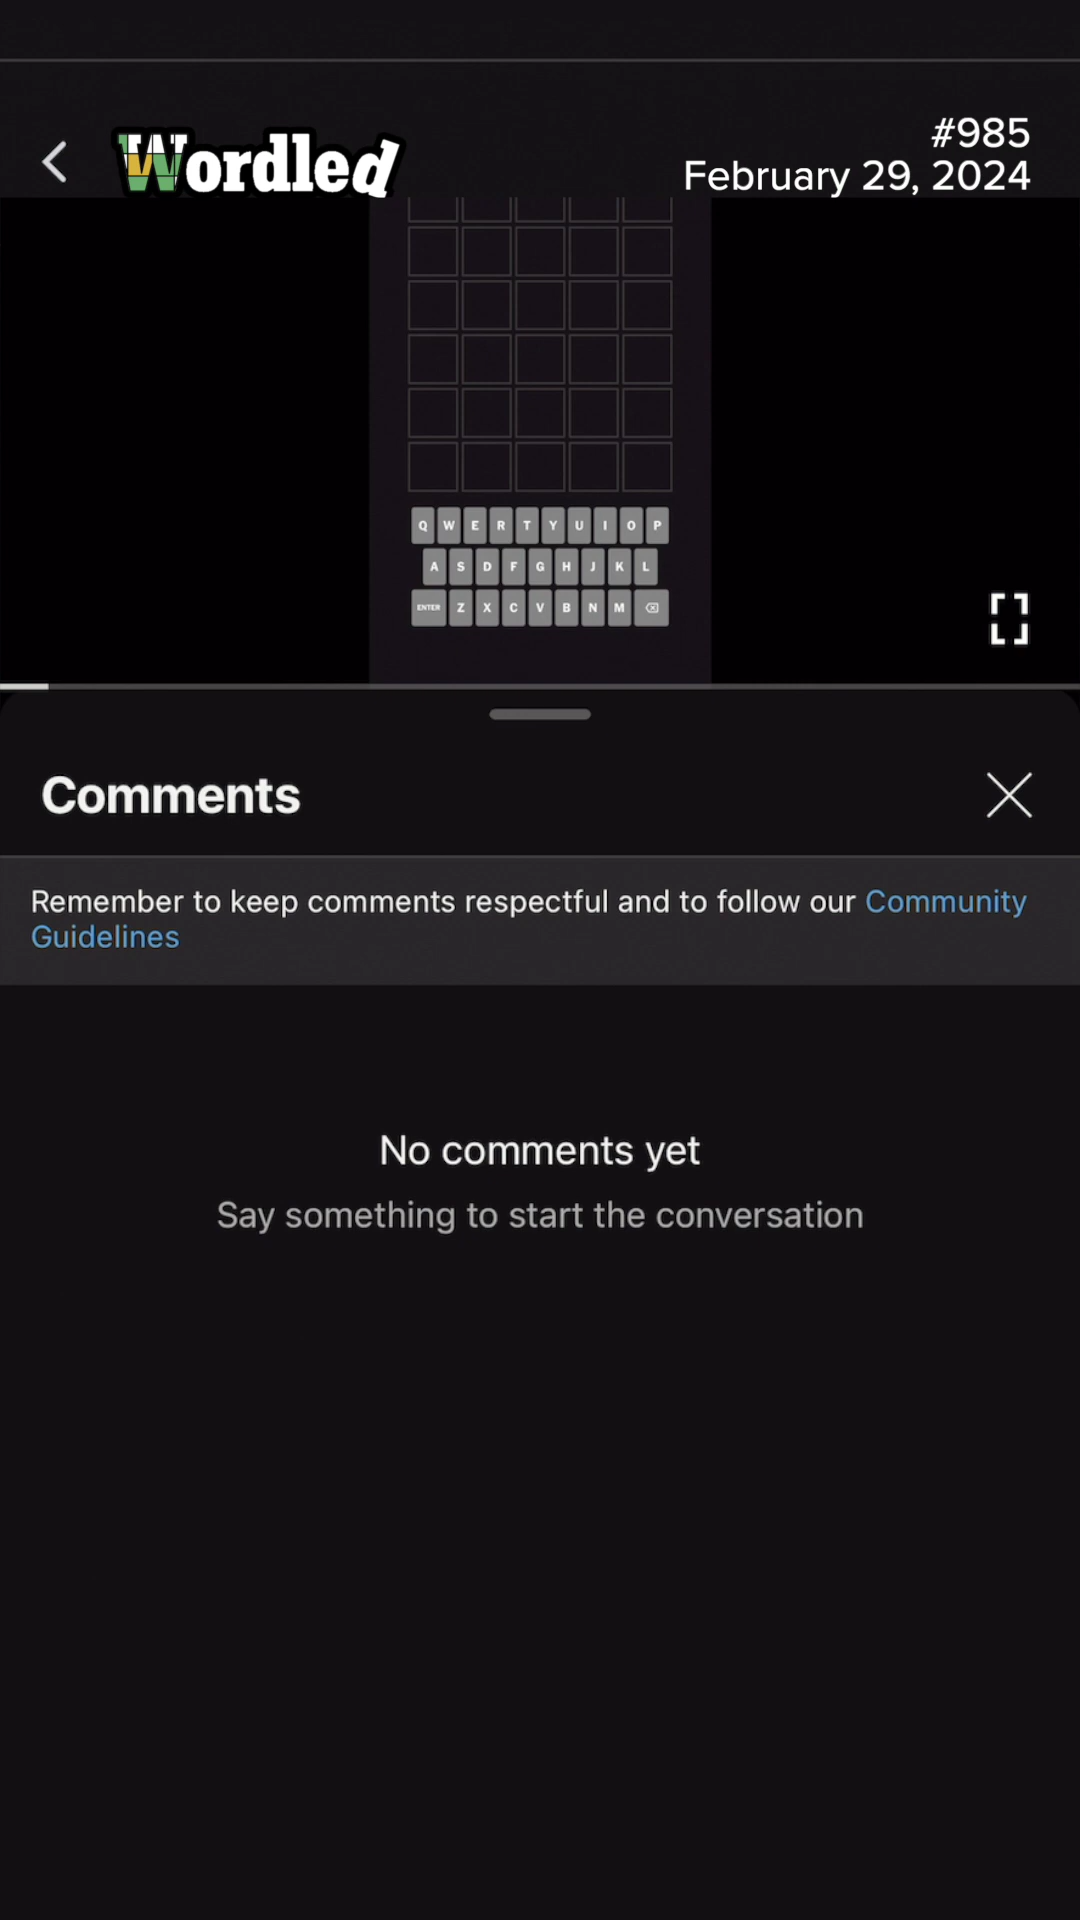 Wordled
#985
February 29, 2024
Q W E R T Y U I O P
A S D F G H J K L
ENTER Z X C V B N M
Comments
Remember to keep comments respectful and to follow our Community
Guidelines
No comments yet
Say something to start the conversation